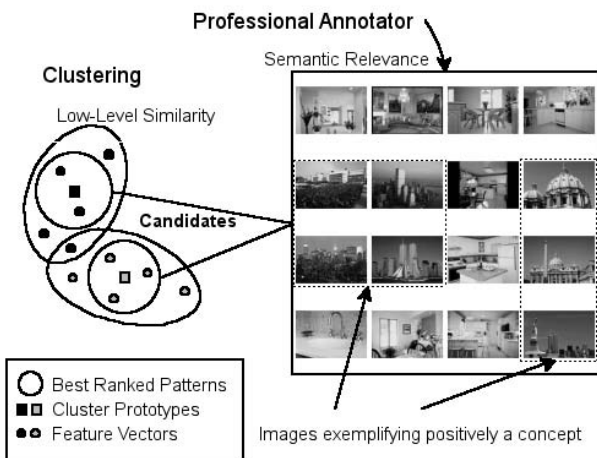 Professional Annotator
Semantic Relevance
Clustering
Low-Level Similarity
Candidates
Best Ranked Patterns
Cluster Prototypes
Feature Vectors
Images exemplifying positively a concept